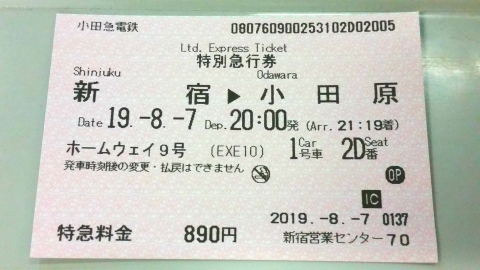 小田急電鉄 080760900253102D02005
Ltd. Express Ticket
特別急行券
Shinjuku Odawara
新宿▶小田原
Date 19.-8.-7 Dep. 20:00発 (Arr. 21:19着)
ホームウェイ9号 (EXE10) 1 Car 号車 2D Seat 番
発車時刻後の変更・払戻はできません
OP
IC
2019.-8.-7 0137
特急料金 890円 新宿営業センター70